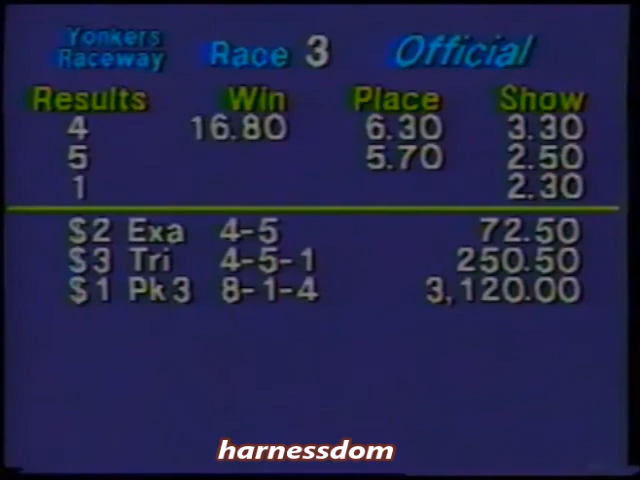 Yonkers Raceway Race 3 Official
Results Win Place Show
4 16.80 6.30 3.30
5 5.70 2.50
1 2.30
$2 Exa 4-5 72.50
$3 Tri 4-5-1 250.50
$1 Pk3 8-1-4 3,120.00
harnessdom